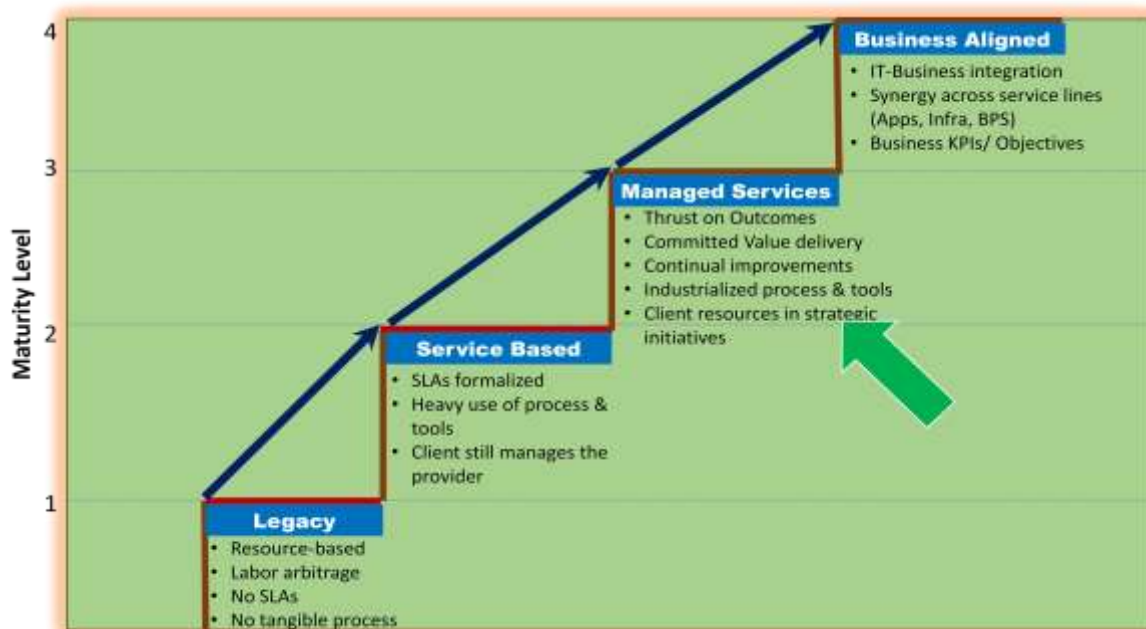 4
Business Aligned
• IT-Business integration
• Synergy across service lines
(Apps, Infra, BPS)
• Business KPIs/ Objectives
3
Managed Services
• Thrust on Outcomes
• Committed Value delivery
• Continual improvements
• Industrialized process & tools
• Client resources in strategic
initiatives
Maturity Level
2
Service Based
• SLAs formalized
• Heavy use of process &
tools
• Client still manages the
provider
1
Legacy
• Resource-based
• Labor arbitrage
• No SLAs
• No tangible process